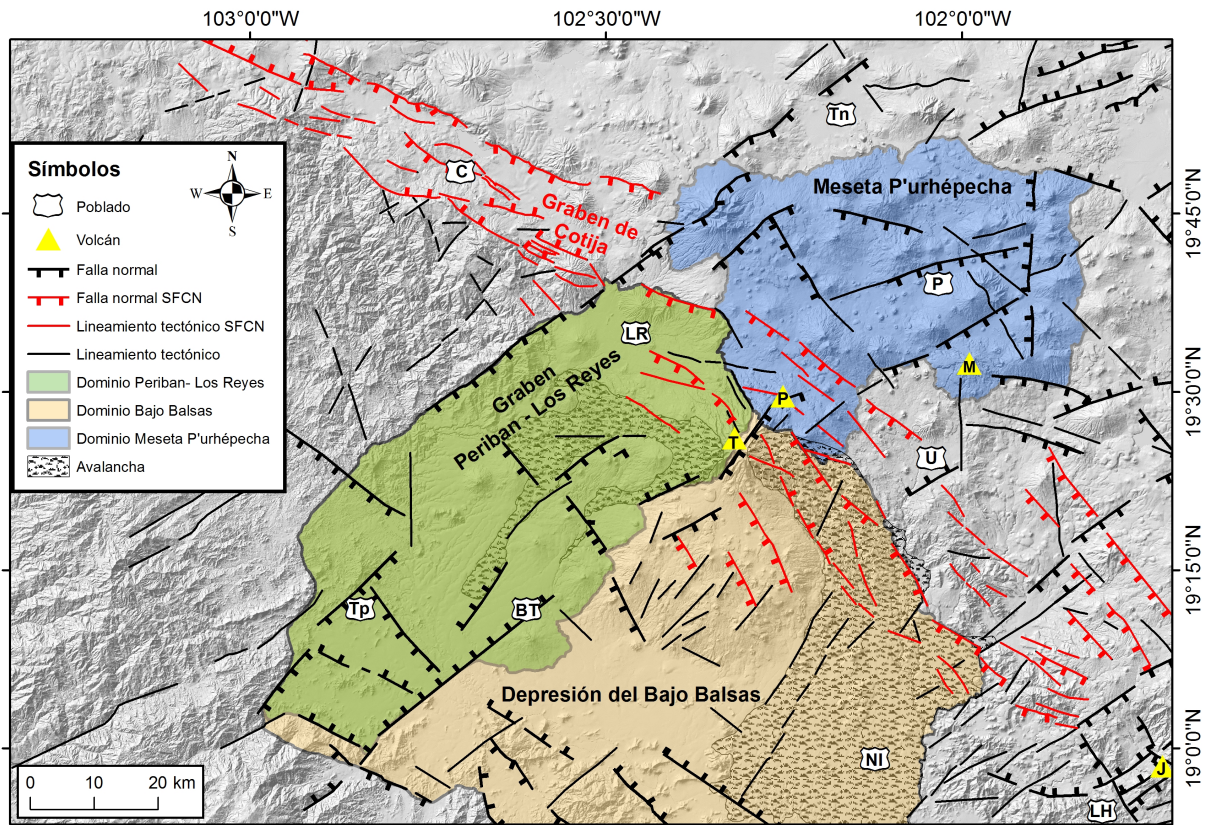 103°0'0"W
102°30'0"W
102°0'0"W
Símbolos
N
W
E
S
Poblado
Volcán
Falla normal
Falla normal SFCN
Lineamiento tectónico SFCN
Lineamiento tectónico
Dominio Periban- Los Reyes
Dominio Bajo Balsas
Dominio Meseta P'urhépecha
Avalancha
Tn
C
Meseta P'urhépecha
Graben de
Cotija
P
LR
M
Graben
Periban - Los Reyes
P
T
U
Tp
BT
Depresión del Bajo Balsas
NI
J
LH
0 10 20 km
19°45'0"N
19°30'0"N
19°15'0"N
19°0'0"N